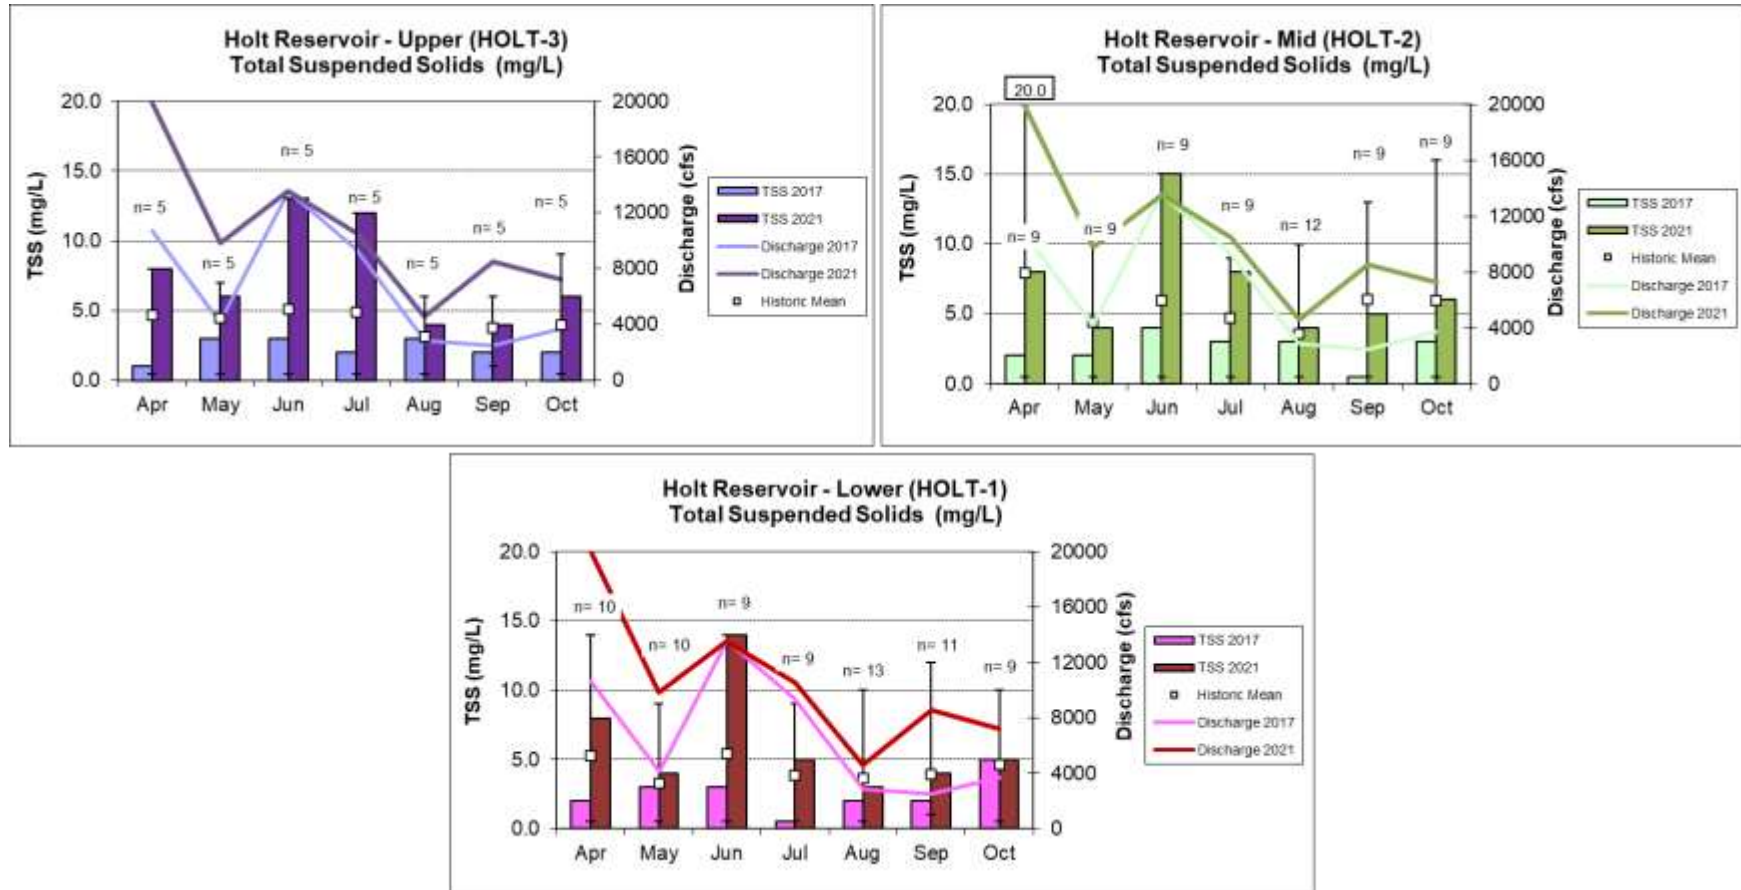 Holt Reservoir - Upper (HOLT-3)
Total Suspended Solids (mg/L)
20.0
15.0
10.0
5.0
0.0
TSS (mg/L)
n= 5
n= 5
n= 5
n= 5
n= 5
n= 5
n= 5
20000
16000
12000
8000
4000
0
Discharge (cfs)
Apr May Jun Jul Aug Sep Oct
TSS 2017
TSS 2021
Discharge 2017
Discharge 2021
Historic Mean
Holt Reservoir - Mid (HOLT-2)
Total Suspended Solids (mg/L)
20.0
20.0
15.0
10.0
5.0
0.0
TSS (mg/L)
n= 9
n= 9
n= 9
n= 9
n= 12
n= 9
n= 9
20000
16000
12000
8000
4000
0
Discharge (cfs)
Apr May Jun Jul Aug Sep Oct
TSS 2017
TSS 2021
Historic Mean
Discharge 2017
Discharge 2021
Holt Reservoir - Lower (HOLT-1)
Total Suspended Solids (mg/L)
20.0
15.0
10.0
5.0
0.0
TSS (mg/L)
n= 10
n= 10
n= 9
n= 9
n= 13
n= 11
n= 9
20000
16000
12000
8000
4000
0
Discharge (cfs)
Apr May Jun Jul Aug Sep Oct
TSS 2017
TSS 2021
Historic Mean
Discharge 2017
Discharge 2021